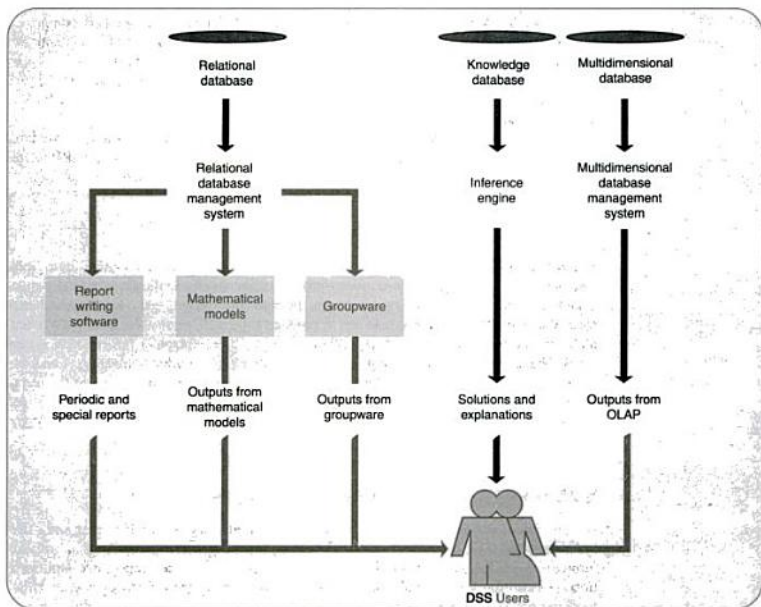 Relational
database
Knowledge
database
Multidimensional
database
Relational
database
management
system
Inference
engine
Multidimensional
database
management
system
Report
writing
software
Mathematical
models
Groupware
Periodic and
special reports
Outputs from
mathematical
models
Outputs from
groupware
Solutions and
explanations
Outputs from
OLAP
DSS Users